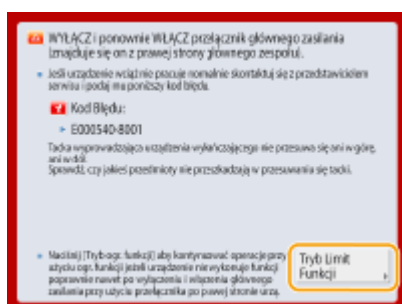 WYŁĄCZ i ponownie WŁĄCZ przełącznik głównego zasilania
(znajduje się on z prawej strony głównego zespołu).
Jeśli urządzenie wciąż nie pracuje normalnie skontaktuj się z przedstawicielem
serwisu i podaj mu poniższy kod błędu.
Kod Błędu:
E000540-8001
Tacka wyprowadzająca urządzenia wykańczającego nie przesuwa się ani w górę,
ani w dół.
Sprawdź, czy jakieś przedmioty nie przeszkadzają w przesuwaniu się tacki.
Naciśnij [Tryb ogr. funkcji] aby kontynuować operacje przy
użyciu ogr. funkcji jeżeli urządzenie nie wykonuje funkcji
poprawnie nawet po wyłączeniu i włączeniu głównego
zasilania przy użyciu przełącznika po prawej stronie urzą.
Tryb Limit
Funkcji